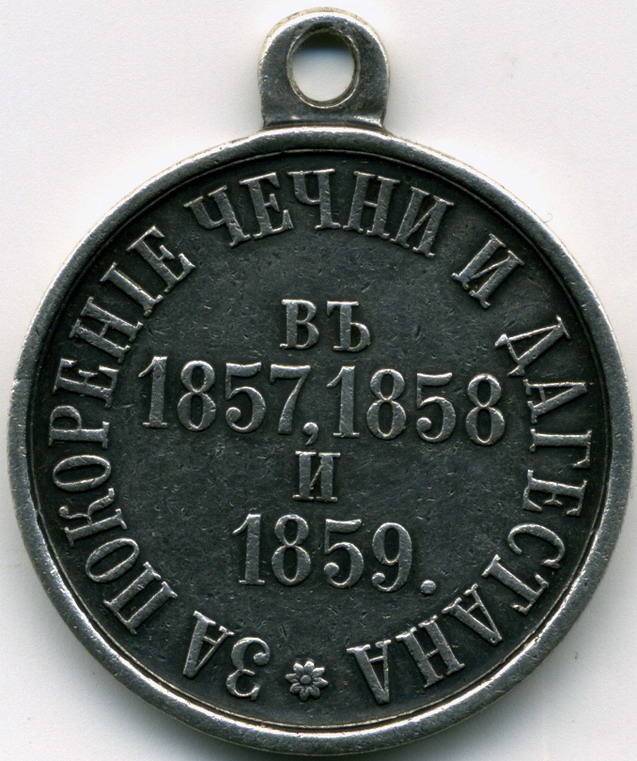 ЗА ПОКОРЕНІЕ ЧЕЧНИ И ДАГЕСТАНА
ВЪ
1857, 1858
И
1859.